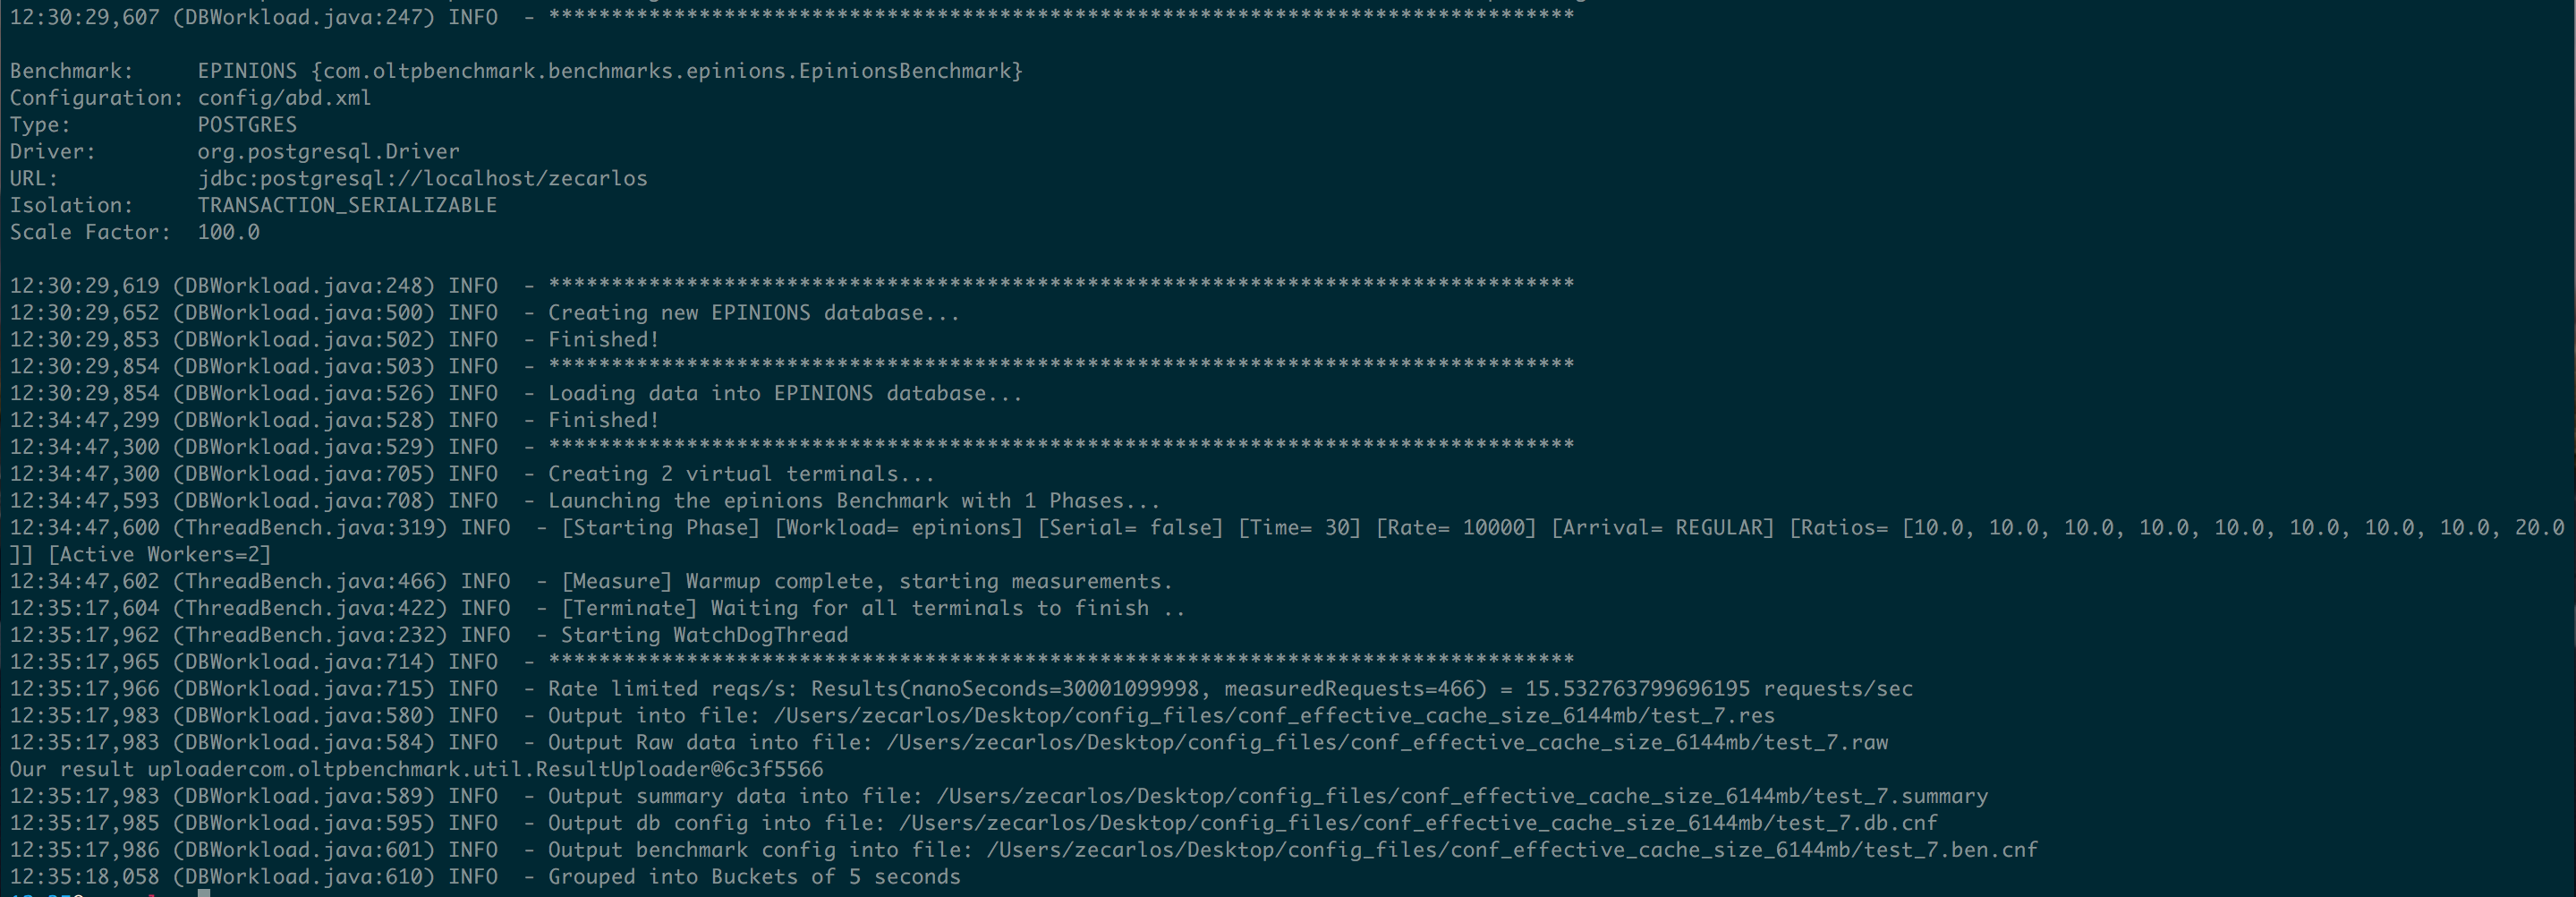 12:30:29,607 (DBWorkload.java:247) INFO  - **********************************************************************************
Benchmark:     EPINIONS {com.oltpbenchmark.benchmarks.epinions.EpinionsBenchmark}
Configuration: config/abd.xml
Type:          POSTGRES
Driver:        org.postgresql.Driver
URL:           jdbc:postgresql://localhost/zecarlos
Isolation:     TRANSACTION_SERIALIZABLE
Scale Factor:  100.0
12:30:29,619 (DBWorkload.java:248) INFO  - **********************************************************************************
12:30:29,652 (DBWorkload.java:500) INFO  - Creating new EPINIONS database...
12:30:29,853 (DBWorkload.java:502) INFO  - Finished!
12:30:29,854 (DBWorkload.java:503) INFO  - **********************************************************************************
12:30:29,854 (DBWorkload.java:526) INFO  - Loading data into EPINIONS database...
12:34:47,299 (DBWorkload.java:528) INFO  - Finished!
12:34:47,300 (DBWorkload.java:529) INFO  - **********************************************************************************
12:34:47,300 (DBWorkload.java:705) INFO  - Creating 2 virtual terminals...
12:34:47,593 (DBWorkload.java:708) INFO  - Launching the epinions Benchmark with 1 Phases...
12:34:47,600 (ThreadBench.java:319) INFO  - [Starting Phase] [Workload= epinions] [Serial= false] [Time= 30] [Rate= 10000] [Arrival= REGULAR] [Ratios= [10.0, 10.0, 10.0, 10.0, 10.0, 10.0, 10.0, 10.0, 20.0
]] [Active Workers=2]
12:34:47,602 (ThreadBench.java:466) INFO  - [Measure] Warmup complete, starting measurements.
12:35:17,604 (ThreadBench.java:422) INFO  - [Terminate] Waiting for all terminals to finish ..
12:35:17,962 (ThreadBench.java:232) INFO  - Starting WatchDogThread
12:35:17,965 (DBWorkload.java:714) INFO  - **********************************************************************************
12:35:17,966 (DBWorkload.java:715) INFO  - Rate limited reqs/s: Results(nanoSeconds=30001099998, measuredRequests=466) = 15.532763799696195 requests/sec
12:35:17,983 (DBWorkload.java:580) INFO  - Output into file: /Users/zecarlos/Desktop/config_files/conf_effective_cache_size_6144mb/test_7.res
12:35:17,983 (DBWorkload.java:584) INFO  - Output Raw data into file: /Users/zecarlos/Desktop/config_files/conf_effective_cache_size_6144mb/test_7.raw
Our result uploadercom.oltpbenchmark.util.ResultUploader@6c3f5566
12:35:17,983 (DBWorkload.java:589) INFO  - Output summary data into file: /Users/zecarlos/Desktop/config_files/conf_effective_cache_size_6144mb/test_7.summary
12:35:17,985 (DBWorkload.java:595) INFO  - Output db config into file: /Users/zecarlos/Desktop/config_files/conf_effective_cache_size_6144mb/test_7.db.cnf
12:35:17,986 (DBWorkload.java:601) INFO  - Output benchmark config into file: /Users/zecarlos/Desktop/config_files/conf_effective_cache_size_6144mb/test_7.ben.cnf
12:35:18,058 (DBWorkload.java:610) INFO  - Grouped into Buckets of 5 seconds